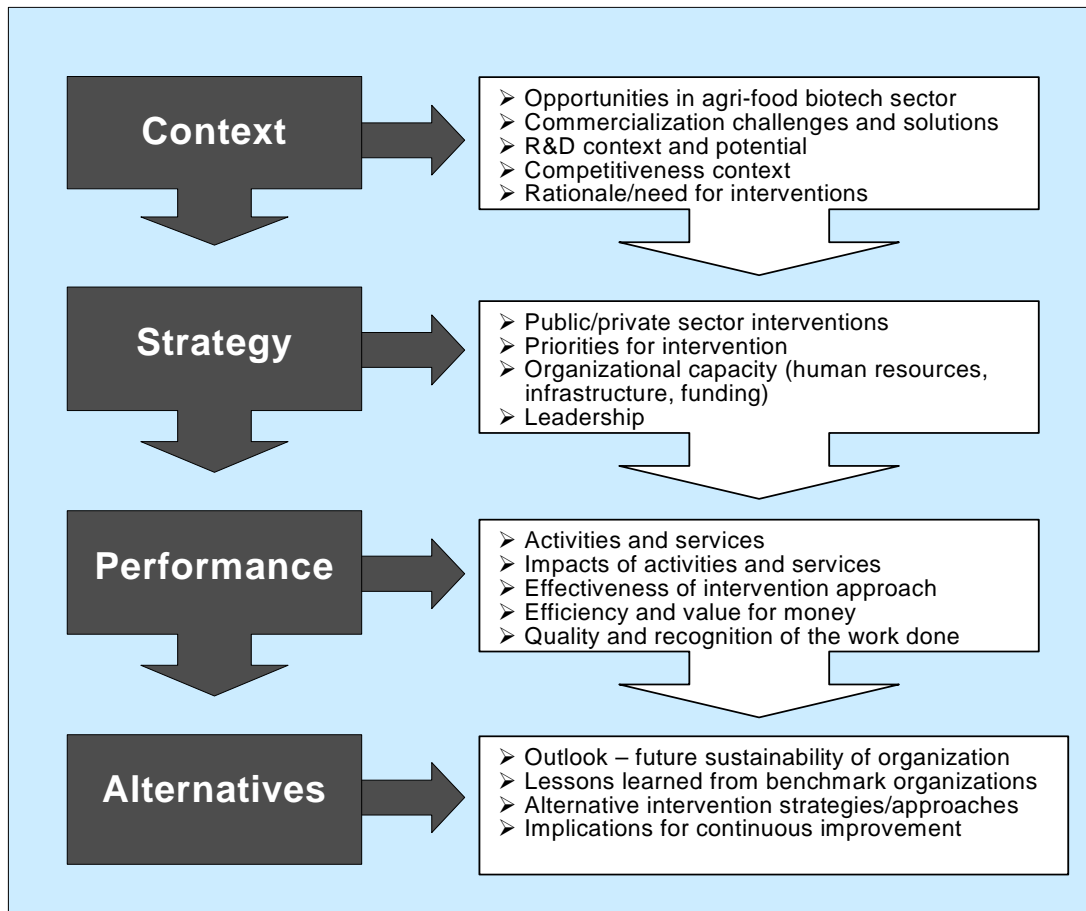 Context
➢ Opportunities in agri-food biotech sector
➢ Commercialization challenges and solutions
➢ R&D context and potential
➢ Competitiveness context
➢ Rationale/need for interventions
Strategy
➢ Public/private sector interventions
➢ Priorities for intervention
➢ Organizational capacity (human resources,
infrastructure, funding)
➢ Leadership
Performance
➢ Activities and services
➢ Impacts of activities and services
➢ Effectiveness of intervention approach
➢ Efficiency and value for money
➢ Quality and recognition of the work done
Alternatives
➢ Outlook – future sustainability of organization
➢ Lessons learned from benchmark organizations
➢ Alternative intervention strategies/approaches
➢ Implications for continuous improvement